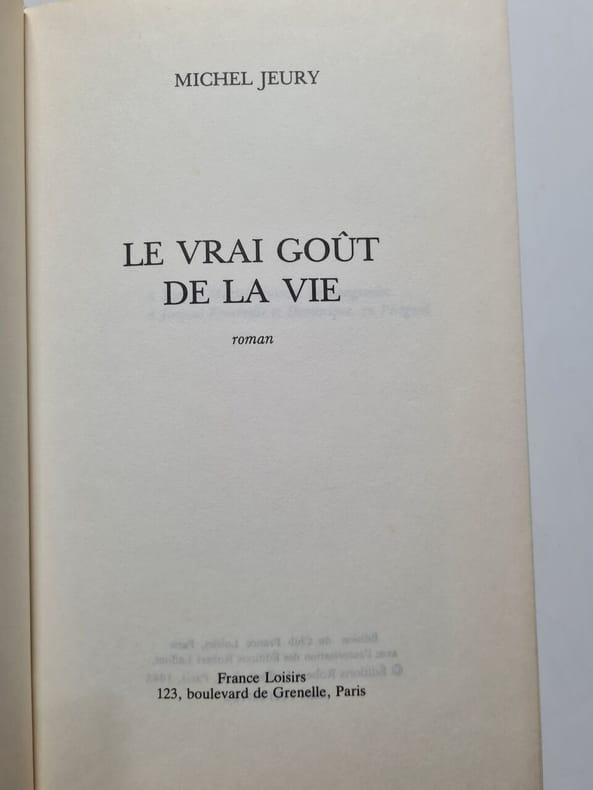 MICHEL JEURY
LE VRAI GOÛT
DE LA VIE
roman
France Loisirs
123, boulevard de Grenelle, Paris